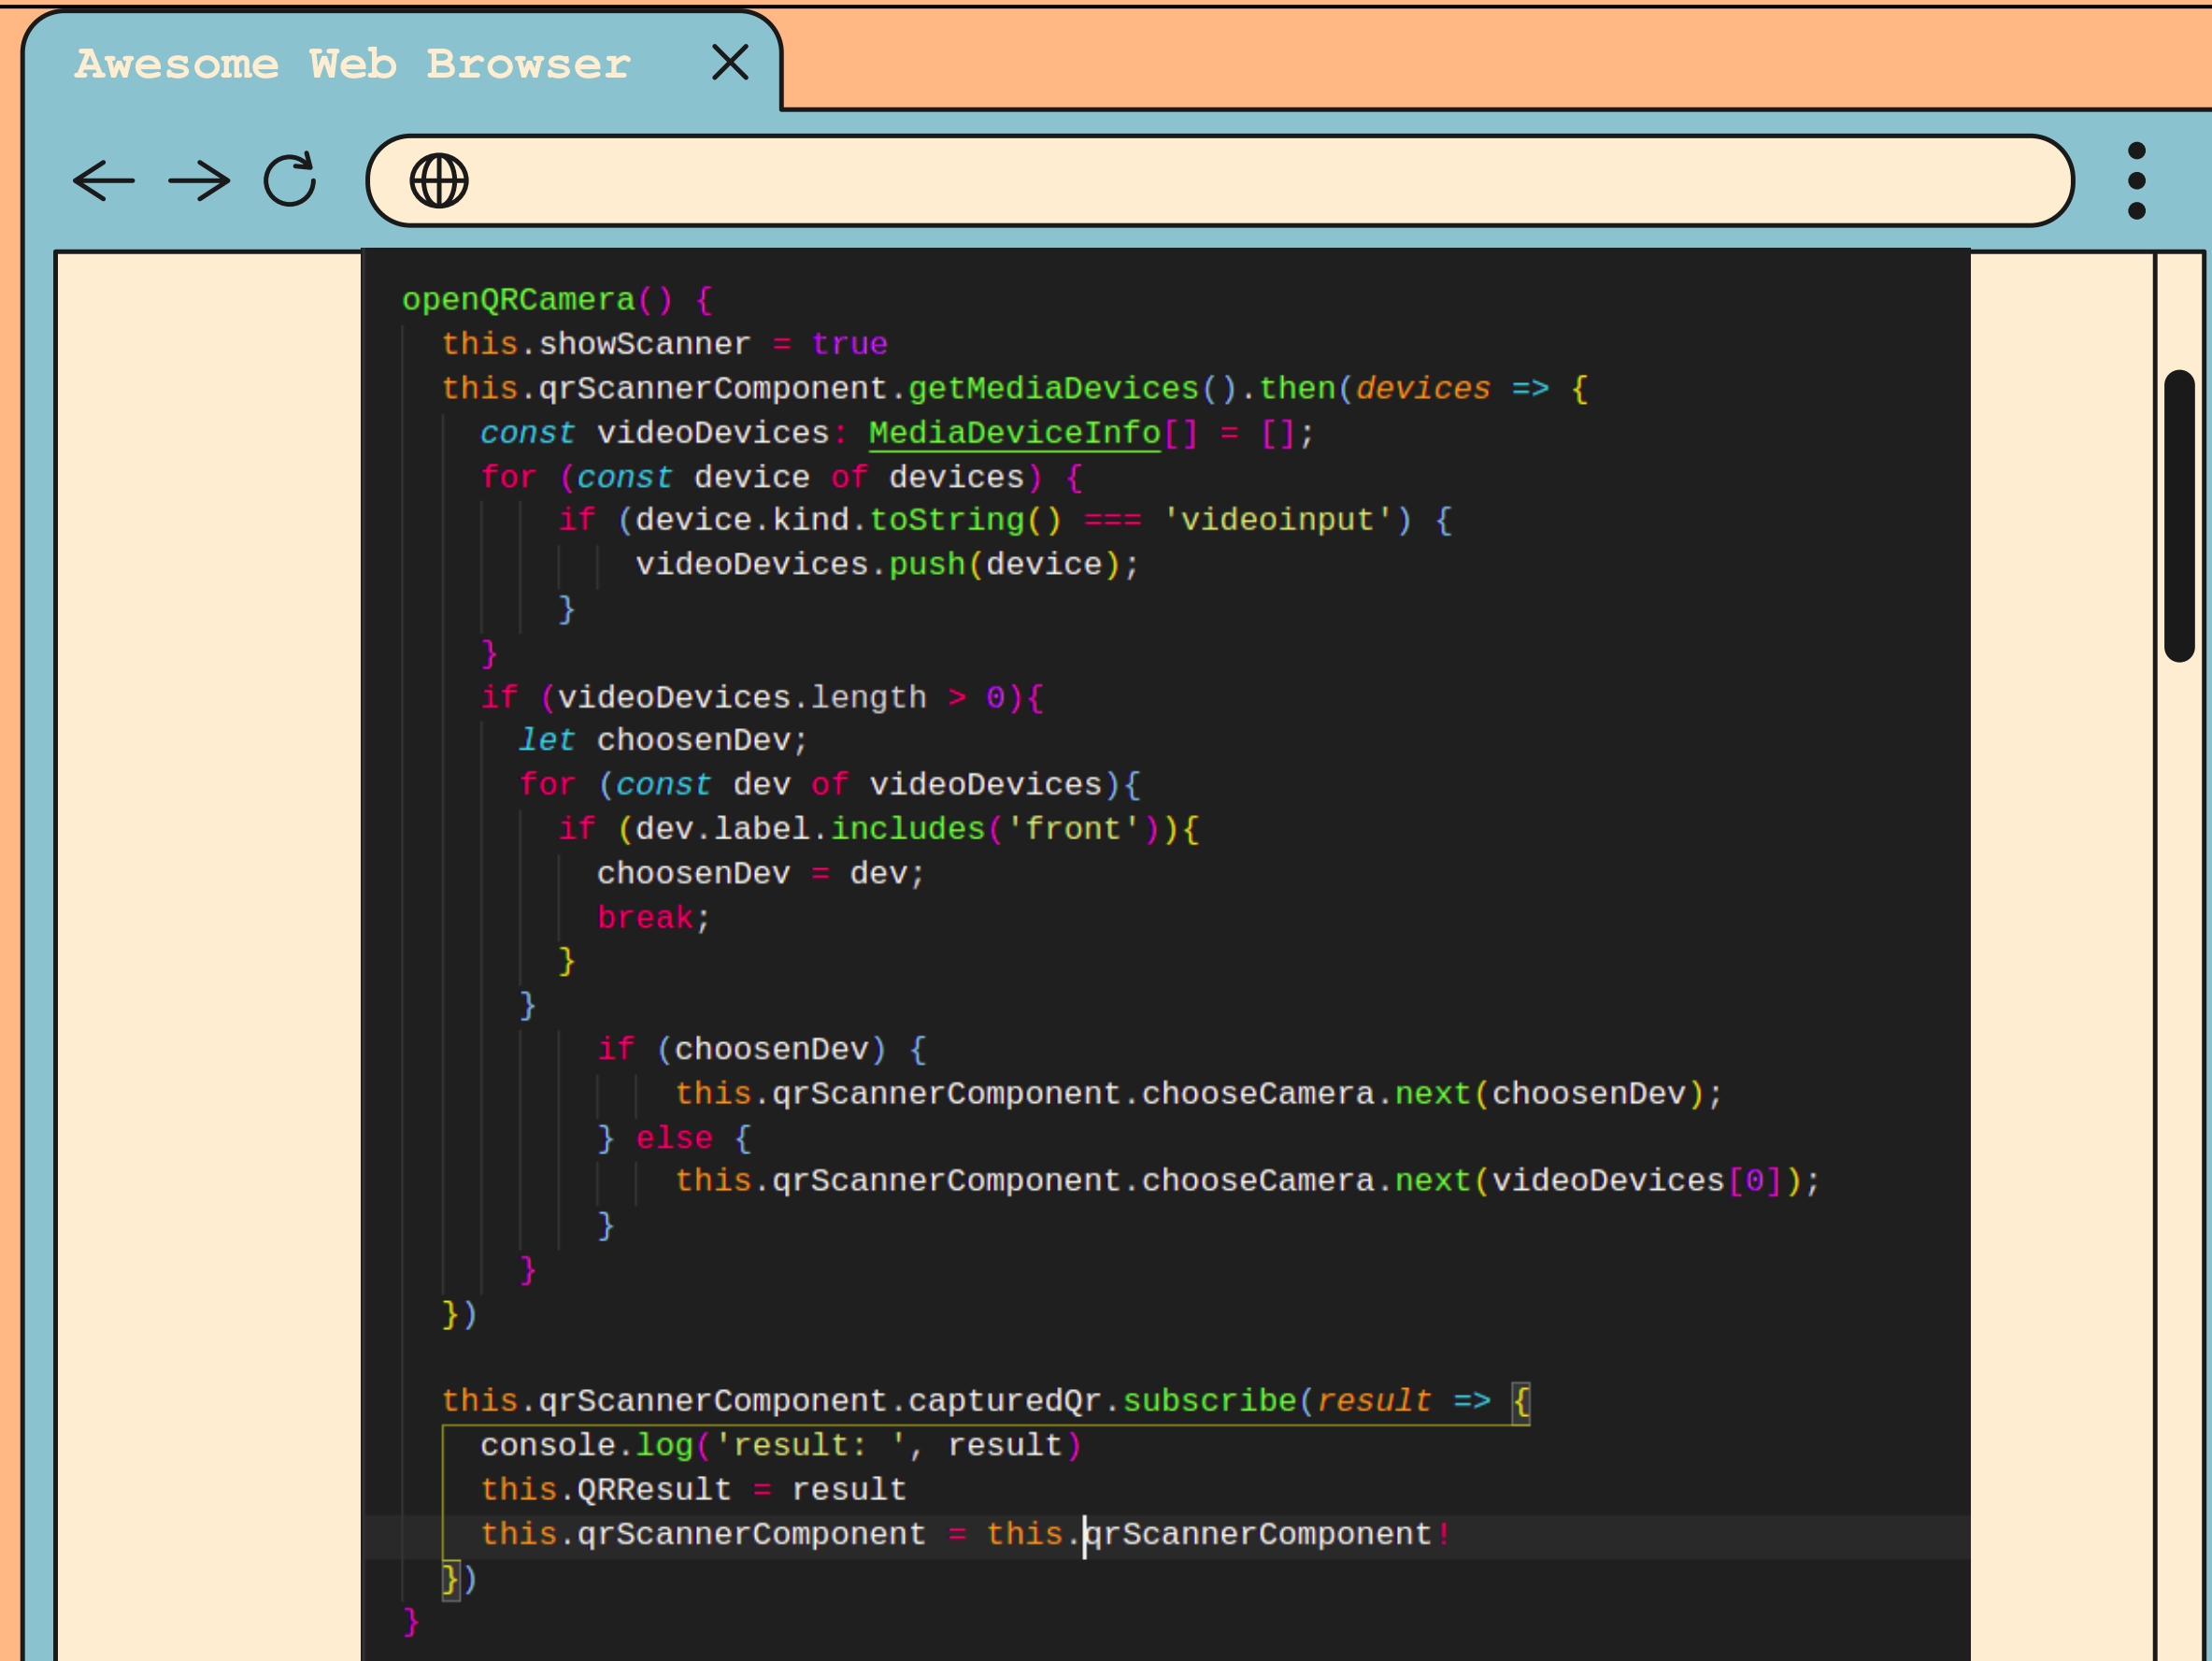 Awesome Web Browser
openQRCamera() {
  this.showScanner = true
  this.qrScannerComponent.getMediaDevices().then(devices => {
    const videoDevices: MediaDeviceInfo[] = [];
    for (const device of devices) {
        if (device.kind.toString() === 'videoinput') {
            videoDevices.push(device);
        }
    }
    if (videoDevices.length > 0){
      let choosenDev;
      for (const dev of videoDevices){
        if (dev.label.includes('front')){
          choosenDev = dev;
          break;
        }
      }
          if (choosenDev) {
              this.qrScannerComponent.chooseCamera.next(choosenDev);
          } else {
              this.qrScannerComponent.chooseCamera.next(videoDevices[0]);
          }
      }
  })
  this.qrScannerComponent.capturedQr.subscribe(result => {
    console.log('result: ', result)
    this.QRResult = result
    this.qrScannerComponent = this.qrScannerComponent!
  })
}